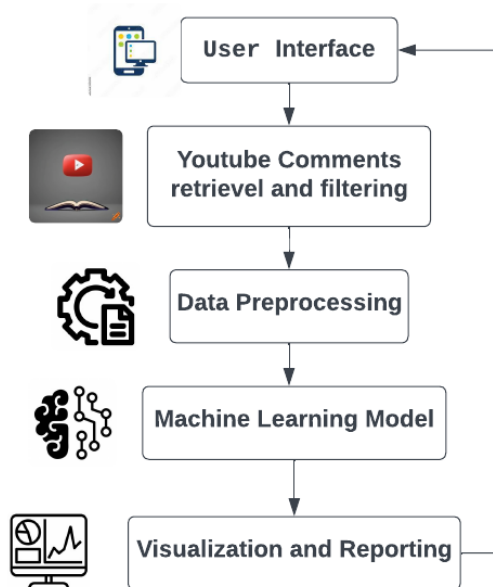 User Interface
Youtube Comments
retrievel and filtering
Data Preprocessing
Machine Learning Model
Visualization and Reporting